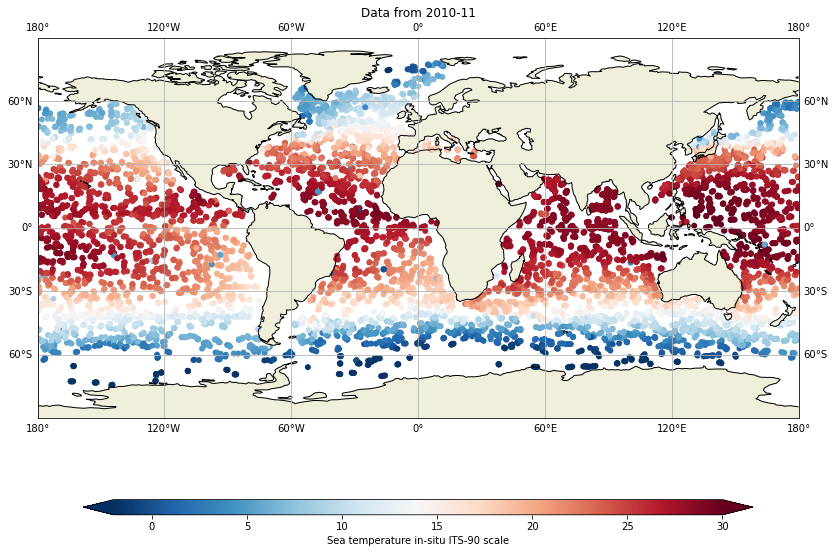 Data from 2010-11
180° 120°W 60°W 0° 60°E 120°E 180°
60°N 60°N
30°N 30°N
0° 0°
30°S 30°S
60°S 60°S
180° 120°W 60°W 0° 60°E 120°E 180°
0 5 10 15 20 25 30
Sea temperature in-situ ITS-90 scale